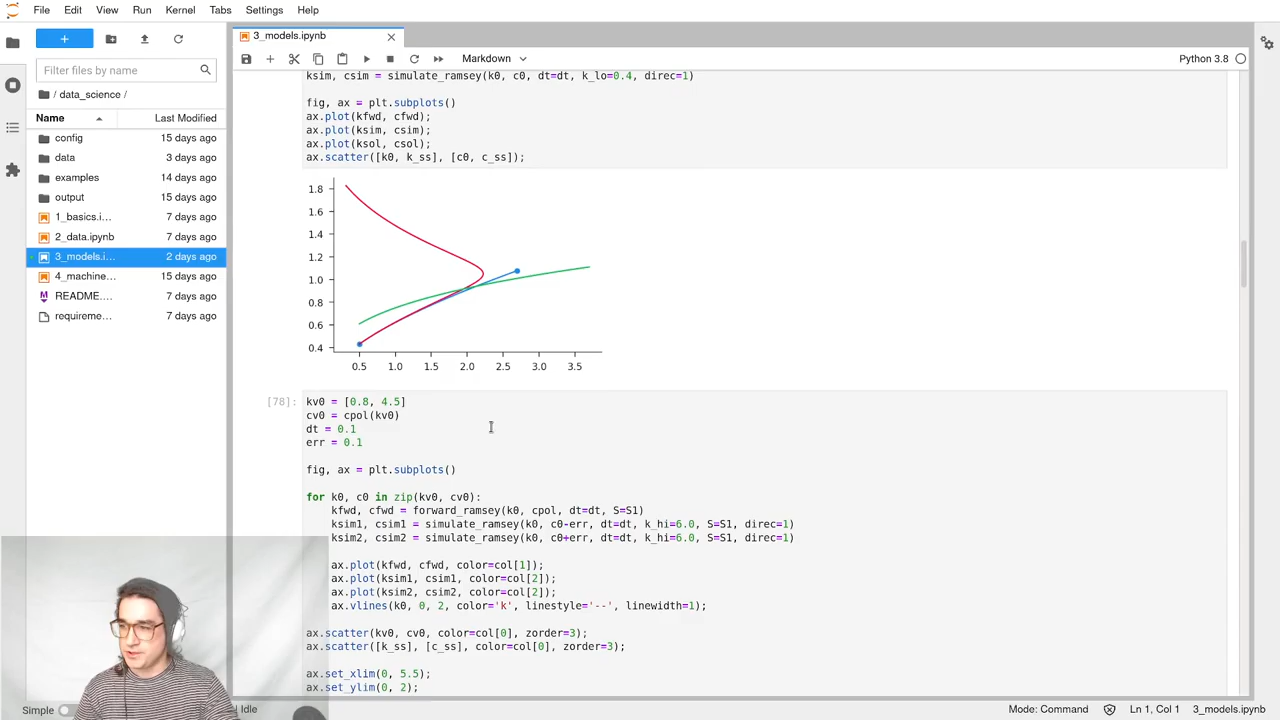 File Edit View Run Kernel Tabs Settings Help
Filter files by name
/ data_science /
Name Last Modified
config 15 days ago
data 3 days ago
examples 14 days ago
output 15 days ago
1_basics.i... 7 days ago
2_data.ipynb 7 days ago
3_models.i... 2 days ago
4_machine... 15 days ago
README.... 7 days ago
requireme... 7 days ago
3_models.ipynb
Markdown
Python 3.8
ksim, csim = simulate_ramsey(k0, c0, dt=dt, k_lo=0.4, direc=1)
fig, ax = plt.subplots()
ax.plot(kfwd, cfwd);
ax.plot(ksim, csim);
ax.plot(ksol, csol);
ax.scatter([k0, k_ss], [c0, c_ss]);
1.8
1.6
1.4
1.2
1.0
0.8
0.6
0.4
0.5 1.0 1.5 2.0 2.5 3.0 3.5
[78]:
kv0 = [0.8, 4.5]
cv0 = cpol(kv0)
dt = 0.1
err = 0.1
fig, ax = plt.subplots()
for k0, c0 in zip(kv0, cv0):
kfwd, cfwd = forward_ramsey(k0, cpol, dt=dt, S=S1)
ksim1, csim1 = simulate_ramsey(k0, c0-err, dt=dt, k_hi=6.0, S=S1, direc=1)
ksim2, csim2 = simulate_ramsey(k0, c0+err, dt=dt, k_hi=6.0, S=S1, direc=1)
ax.plot(kfwd, cfwd, color=col[1]);
ax.plot(ksim1, csim1, color=col[2]);
ax.plot(ksim2, csim2, color=col[2]);
ax.vlines(k0, 0, 2, color='k', linestyle='--', linewidth=1);
ax.scatter(kv0, cv0, color=col[0], zorder=3);
ax.scatter([k_ss], [c_ss], color=col[0], zorder=3);
ax.set_xlim(0, 5.5);
ax.set_ylim(0, 2);
Simple Idle Mode: Command Ln 1, Col 1 3_models.ipynb